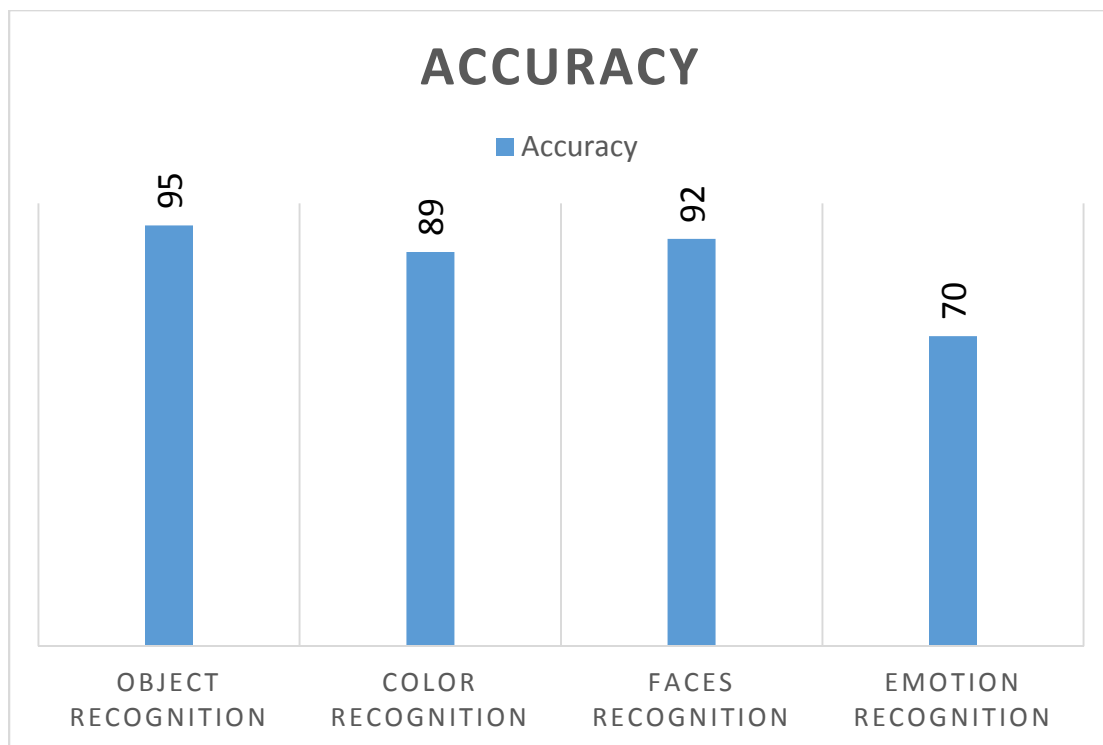 ACCURACY
Accuracy
95
89
92
70
OBJECT RECOGNITION
COLOR RECOGNITION
FACES RECOGNITION
EMOTION RECOGNITION